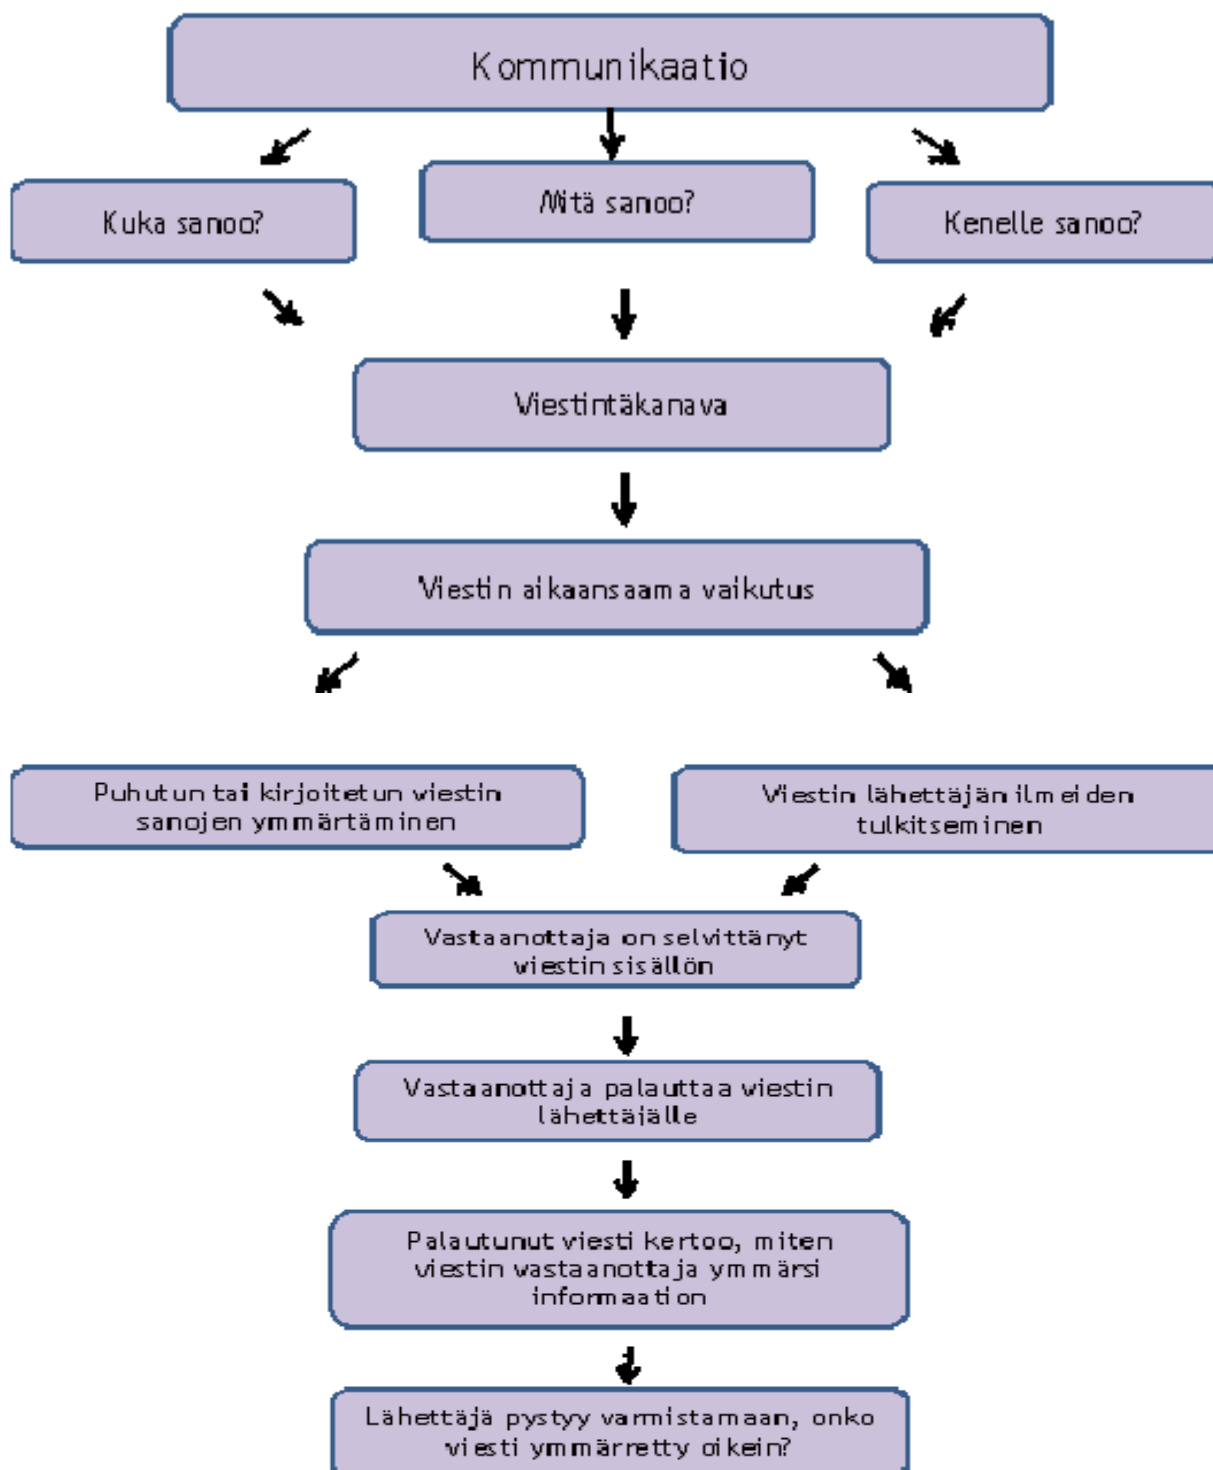 Kommunikaatio
Kuka sanoo?
Mitä sanoo?
Kenelle sanoo?
Viestintäkanava
Viestin aikaansaama vaikutus
Puhutun tai kirjoitetun viestin
sanojen ymmärtäminen
Viestin lähettäjän ilmeiden
tulkitseminen
Vastaanottaja on selvittänyt
viestin sisällön
Vastaanottaja palauttaa viestin
lähettäjälle
Palautunut viesti kertoo, miten
viestin vastaanottaja ymmärsi
informaation
Lähettäjä pystyy varmistamaan, onko
viesti ymmärretty oikein?